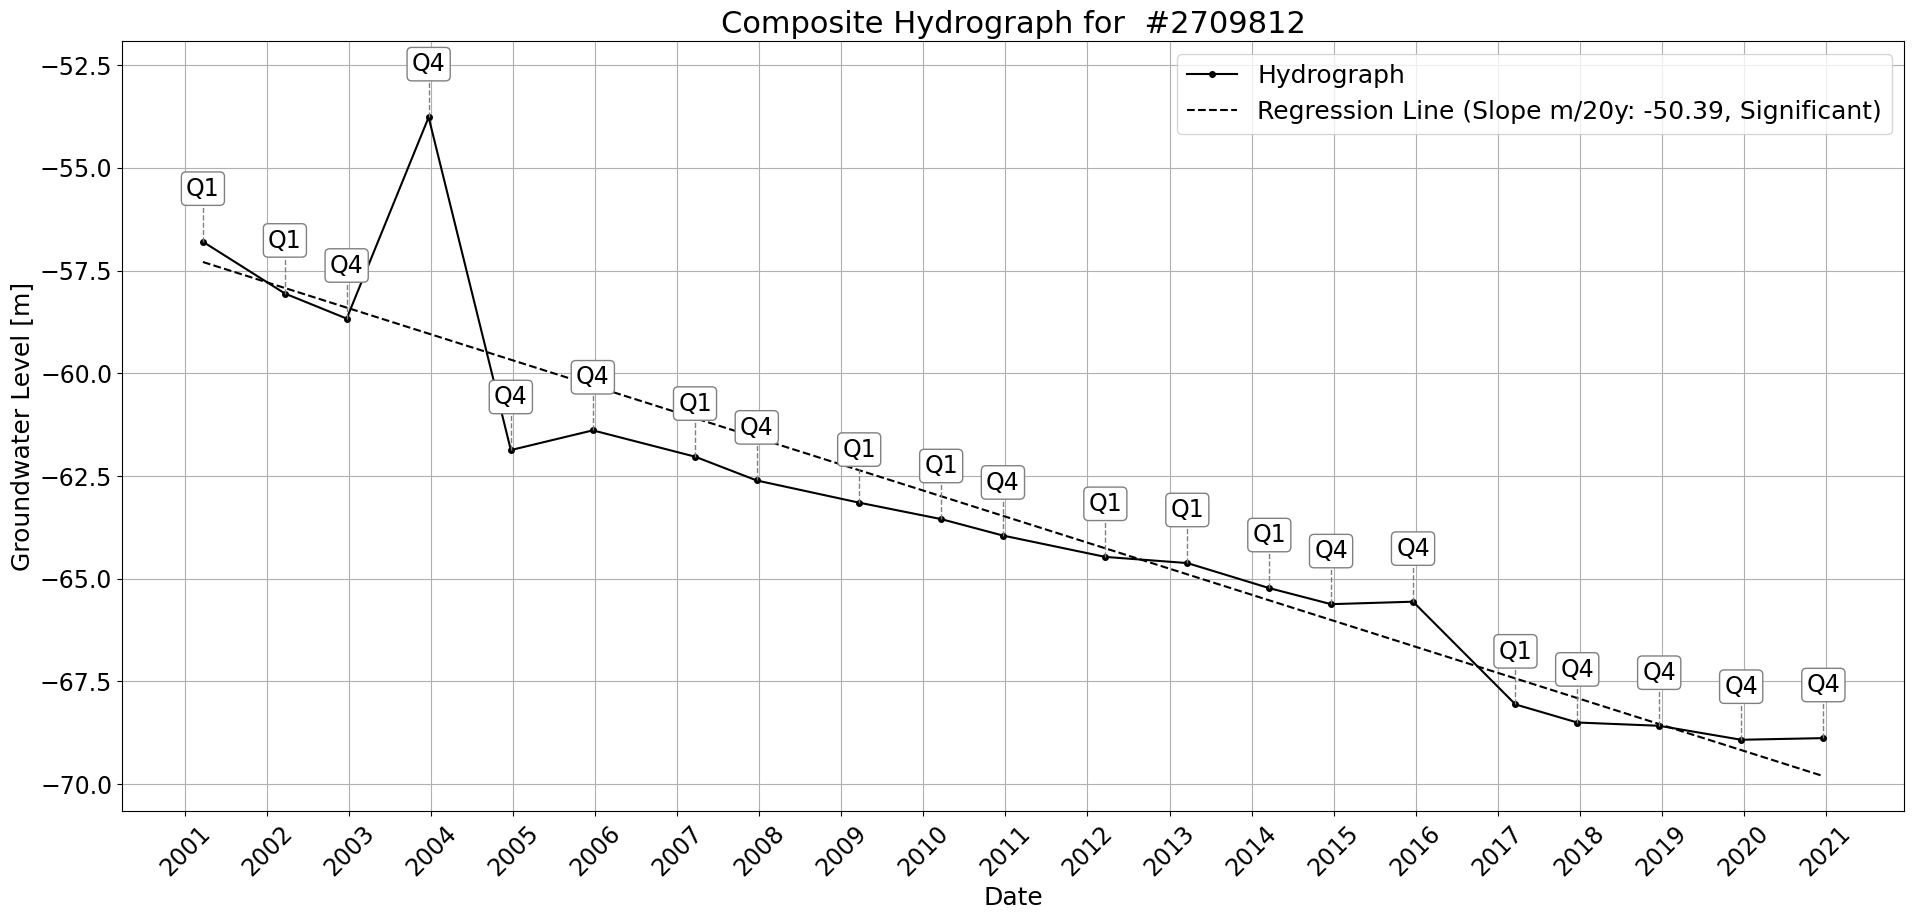 Composite Hydrograph for  #2709812
Hydrograph
Regression Line (Slope m/20y: -50.39, Significant)
Groundwater Level [m]
−52.5
−55.0
−57.5
−60.0
−62.5
−65.0
−67.5
−70.0
Q1
Q1
Q4
Q4
Q4
Q4
Q1
Q4
Q1
Q1
Q4
Q1
Q1
Q1
Q4
Q4
Q1
Q4
Q4
Q4
Q4
2001
2002
2003
2004
2005
2006
2007
2008
2009
2010
2011
2012
2013
2014
2015
2016
2017
2018
2019
2020
2021
Date